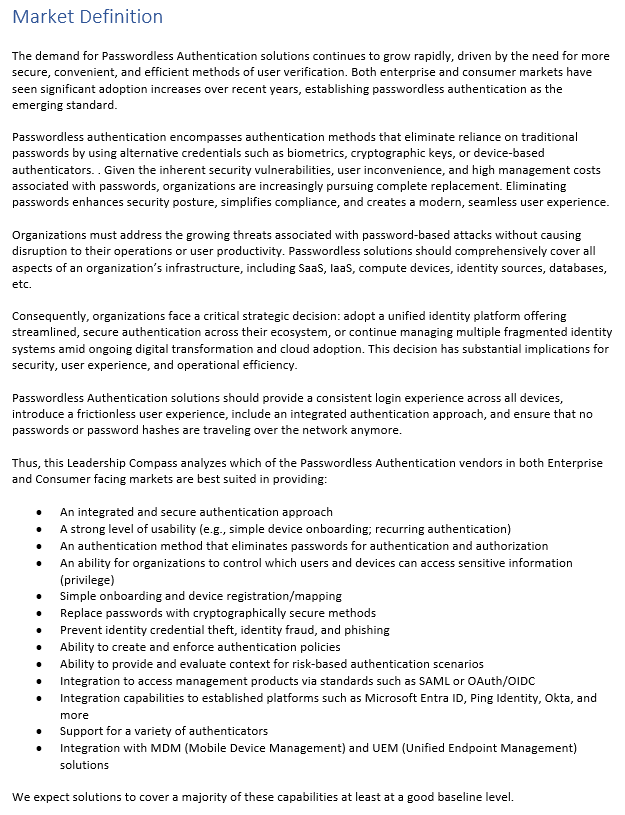 Market Definition
The demand for Passwordless Authentication solutions continues to grow rapidly, driven by the need for more
secure, convenient, and efficient methods of user verification. Both enterprise and consumer markets have
seen significant adoption increases over recent years, establishing passwordless authentication as the
emerging standard.
Passwordless authentication encompasses authentication methods that eliminate reliance on traditional
passwords by using alternative credentials such as biometrics, cryptographic keys, or device-based
authenticators. . Given the inherent security vulnerabilities, user inconvenience, and high management costs
associated with passwords, organizations are increasingly pursuing complete replacement. Eliminating
passwords enhances security posture, simplifies compliance, and creates a modern, seamless user experience.
Organizations must address the growing threats associated with password-based attacks without causing
disruption to their operations or user productivity. Passwordless solutions should comprehensively cover all
aspects of an organization's infrastructure, including SaaS, IaaS, compute devices, identity sources, databases,
etc.
Consequently, organizations face a critical strategic decision: adopt a unified identity platform offering
streamlined, secure authentication across their ecosystem, or continue managing multiple fragmented identity
systems amid ongoing digital transformation and cloud adoption. This decision has substantial implications for
security, user experience, and operational efficiency.
Passwordless Authentication solutions should provide a consistent login experience across all devices,
introduce a frictionless user experience, include an integrated authentication approach, and ensure that no
passwords or password hashes are traveling over the network anymore.
Thus, this Leadership Compass analyzes which of the Passwordless Authentication vendors in both Enterprise
and Consumer facing markets are best suited in providing:
• An integrated and secure authentication approach
• A strong level of usability (e.g., simple device onboarding; recurring authentication)
• An authentication method that eliminates passwords for authentication and authorization
• An ability for organizations to control which users and devices can access sensitive information
(privilege)
• Simple onboarding and device registration/mapping
• Replace passwords with cryptographically secure methods
• Prevent identity credential theft, identity fraud, and phishing
• Ability to create and enforce authentication policies
• Ability to provide and evaluate context for risk-based authentication scenarios
• Integration to access management products via standards such as SAML or OAuth/OIDC
• Integration capabilities to established platforms such as Microsoft Entra ID, Ping Identity, Okta, and
more
• Support for a variety of authenticators
• Integration with MDM (Mobile Device Management) and UEM (Unified Endpoint Management)
solutions
We expect solutions to cover a majority of these capabilities at least at a good baseline level.